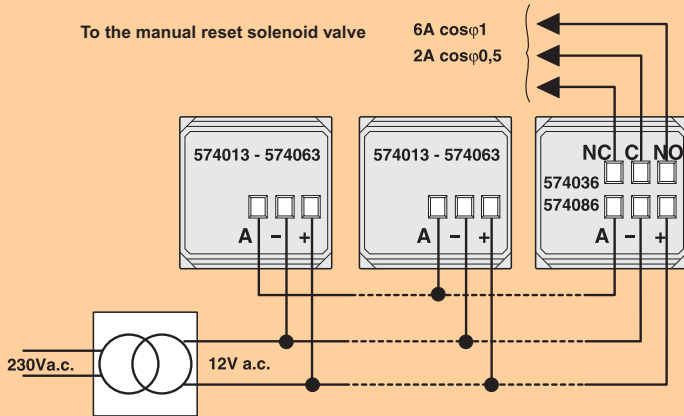 To the manual reset solenoid valve
6A cosφ1
2A cosφ0,5
574013 - 574063
574013 - 574063
NC C NO
574036
574086
A – +
A – +
A – +
230Va.c.
12V a.c.